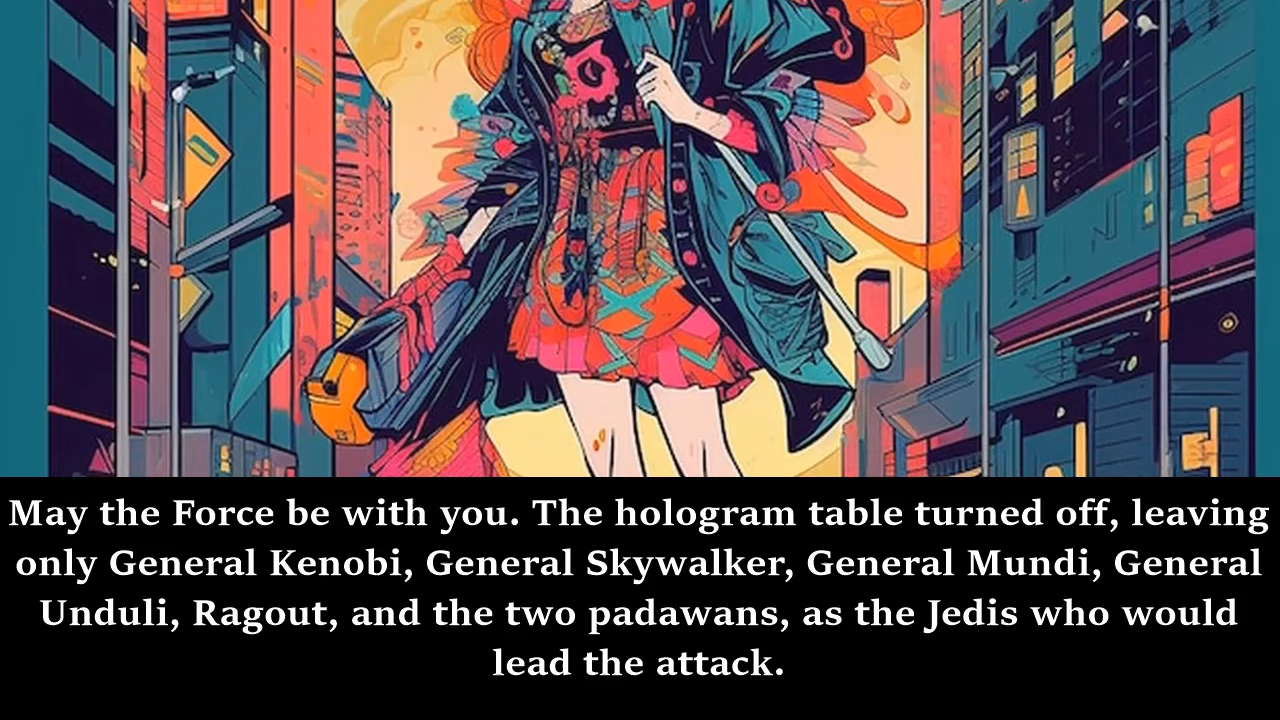 May the Force be with you. The hologram table turned off, leaving
only General Kenobi, General Skywalker, General Mundi, General
Unduli, Ragout, and the two padawans, as the Jedis who would
lead the attack.